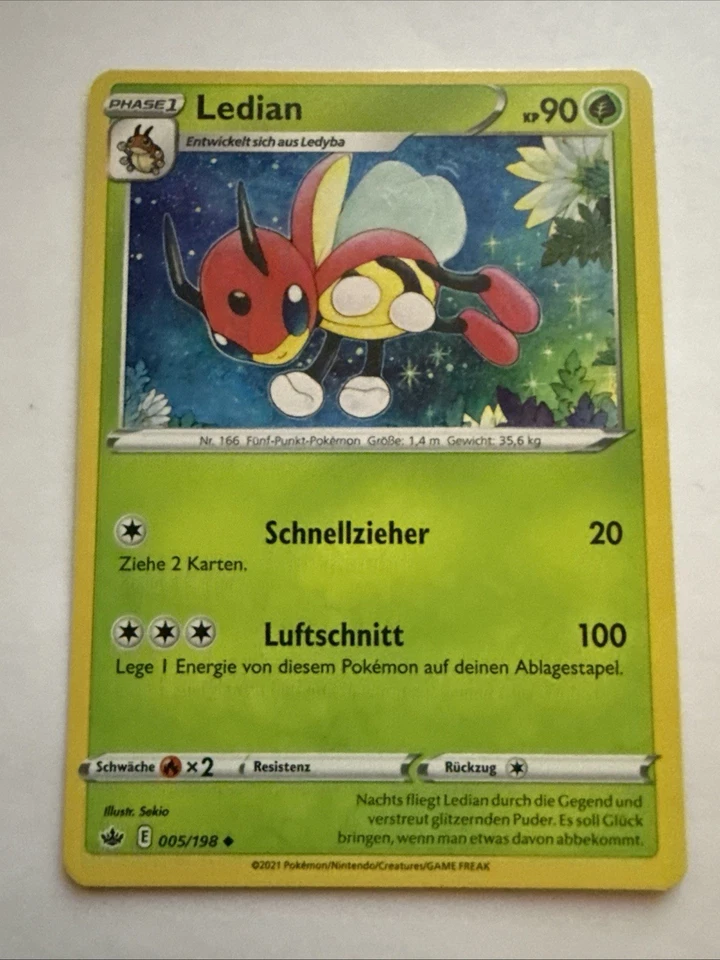 PHASE 1 Ledian KP 90
Entwickelt sich aus Ledyba
Nr. 166 Fünf-Punkt-Pokémon Größe: 1,4 m Gewicht: 35,6 kg
Schnellzieher 20
Ziehe 2 Karten.
Luftschnitt 100
Lege 1 Energie von diesem Pokémon auf deinen Ablagestapel.
Schwäche ×2 Resistenz Rückzug
Illustr. Sekio
E 005/198
Nachts fliegt Ledian durch die Gegend und
verstreut glitzernden Puder. Es soll Glück
bringen, wenn man etwas davon abbekommt.
©2021 Pokémon/Nintendo/Creatures/GAME FREAK